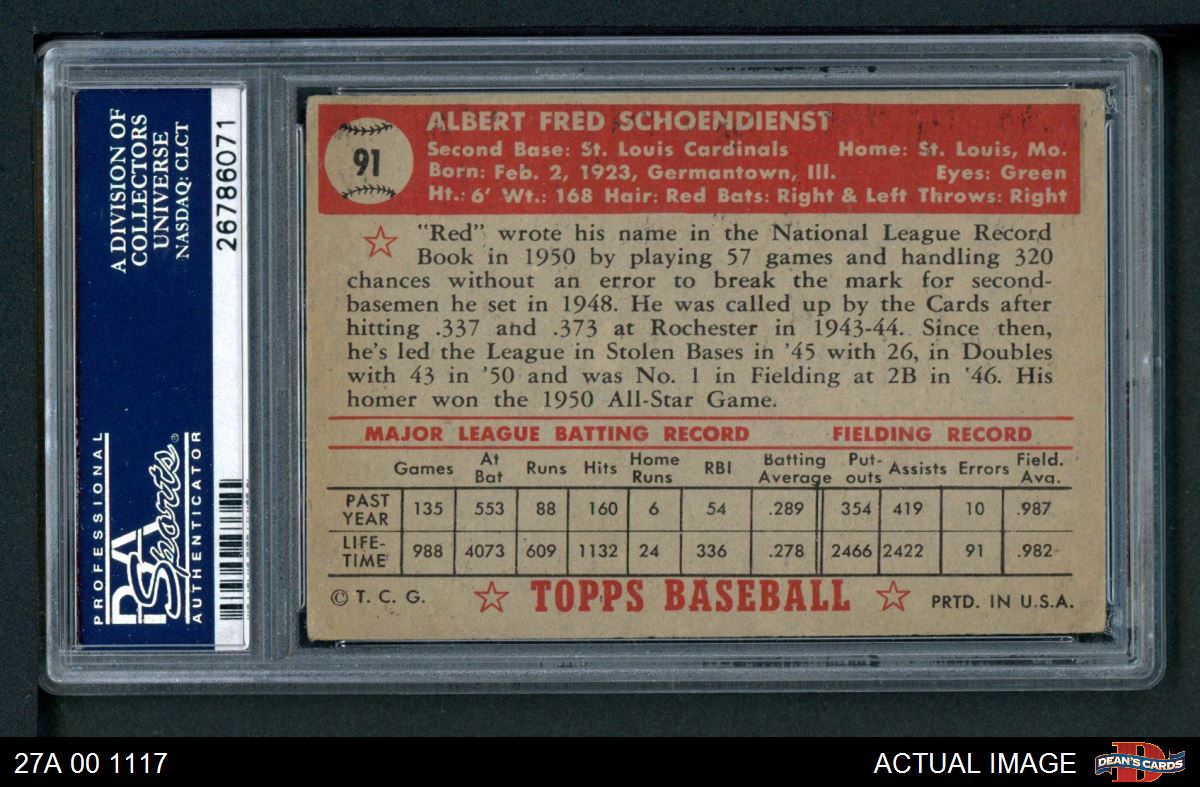 A DIVISION OF
COLLECTORS
UNIVERSE
NASDAQ: CLCT
26786071
PROFESSIONAL
PSA
Sports®
AUTHENTICATOR
91
ALBERT FRED SCHOENDIENST
Second Base: St. Louis Cardinals Home: St. Louis, Mo.
Born: Feb. 2, 1923, Germantown, Ill. Eyes: Green
Ht.: 6' Wt.: 168 Hair: Red Bats: Right & Left Throws: Right
"Red" wrote his name in the National League Record
Book in 1950 by playing 57 games and handling 320
chances without an error to break the mark for second-
basemen he set in 1948. He was called up by the Cards after
hitting .337 and .373 at Rochester in 1943-44. Since then,
he's led the League in Stolen Bases in '45 with 26, in Doubles
with 43 in '50 and was No. 1 in Fielding at 2B in '46. His
homer won the 1950 All-Star Game.
MAJOR LEAGUE BATTING RECORD FIELDING RECORD
Games At Bat Runs Hits Home Runs RBI Batting Average Put-outs Assists Errors Field. Avg.
PAST YEAR 135 553 88 160 6 54 .289 354 419 10 .987
LIFE-TIME 988 4073 609 1132 24 336 .278 2466 2422 91 .982
© T. C. G. TOPPS BASEBALL PRTD. IN U.S.A.
27A 00 1117 ACTUAL IMAGE D DEAN'S CARDS